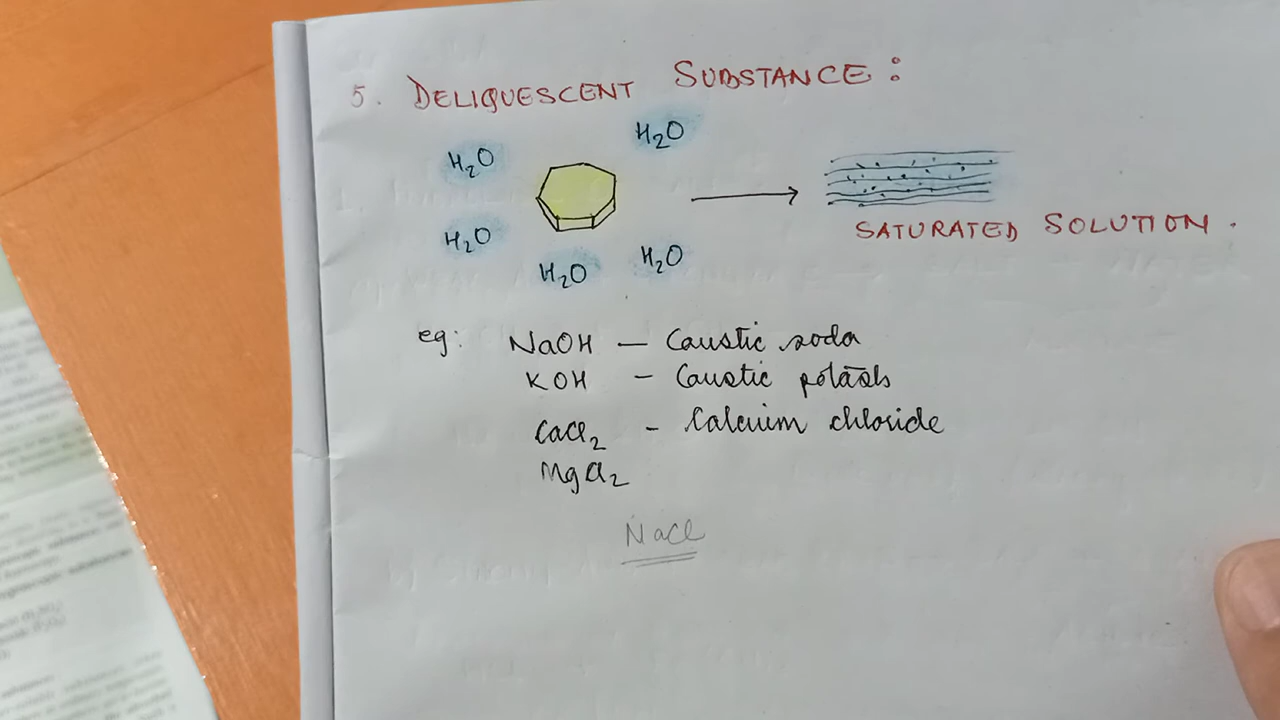 5. DELIQUESCENT SUBSTANCE:
H₂O H₂O
H₂O H₂O H₂O
SATURATED SOLUTION.
eg: NaOH — Caustic soda
KOH - Caustic potash
CaCl₂ - Calcium chloride
MgCl₂
NaCl